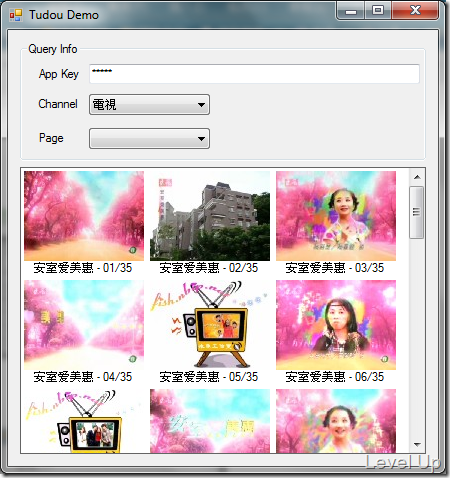 Tudou Demo
Query Info
App Key *****
Channel 電視
Page
安室爱美惠 - 01/35
安室爱美惠 - 02/35
安室爱美惠 - 03/35
安室爱美惠 - 04/35
安室爱美惠 - 05/35
安室爱美惠 - 06/35
Level Up